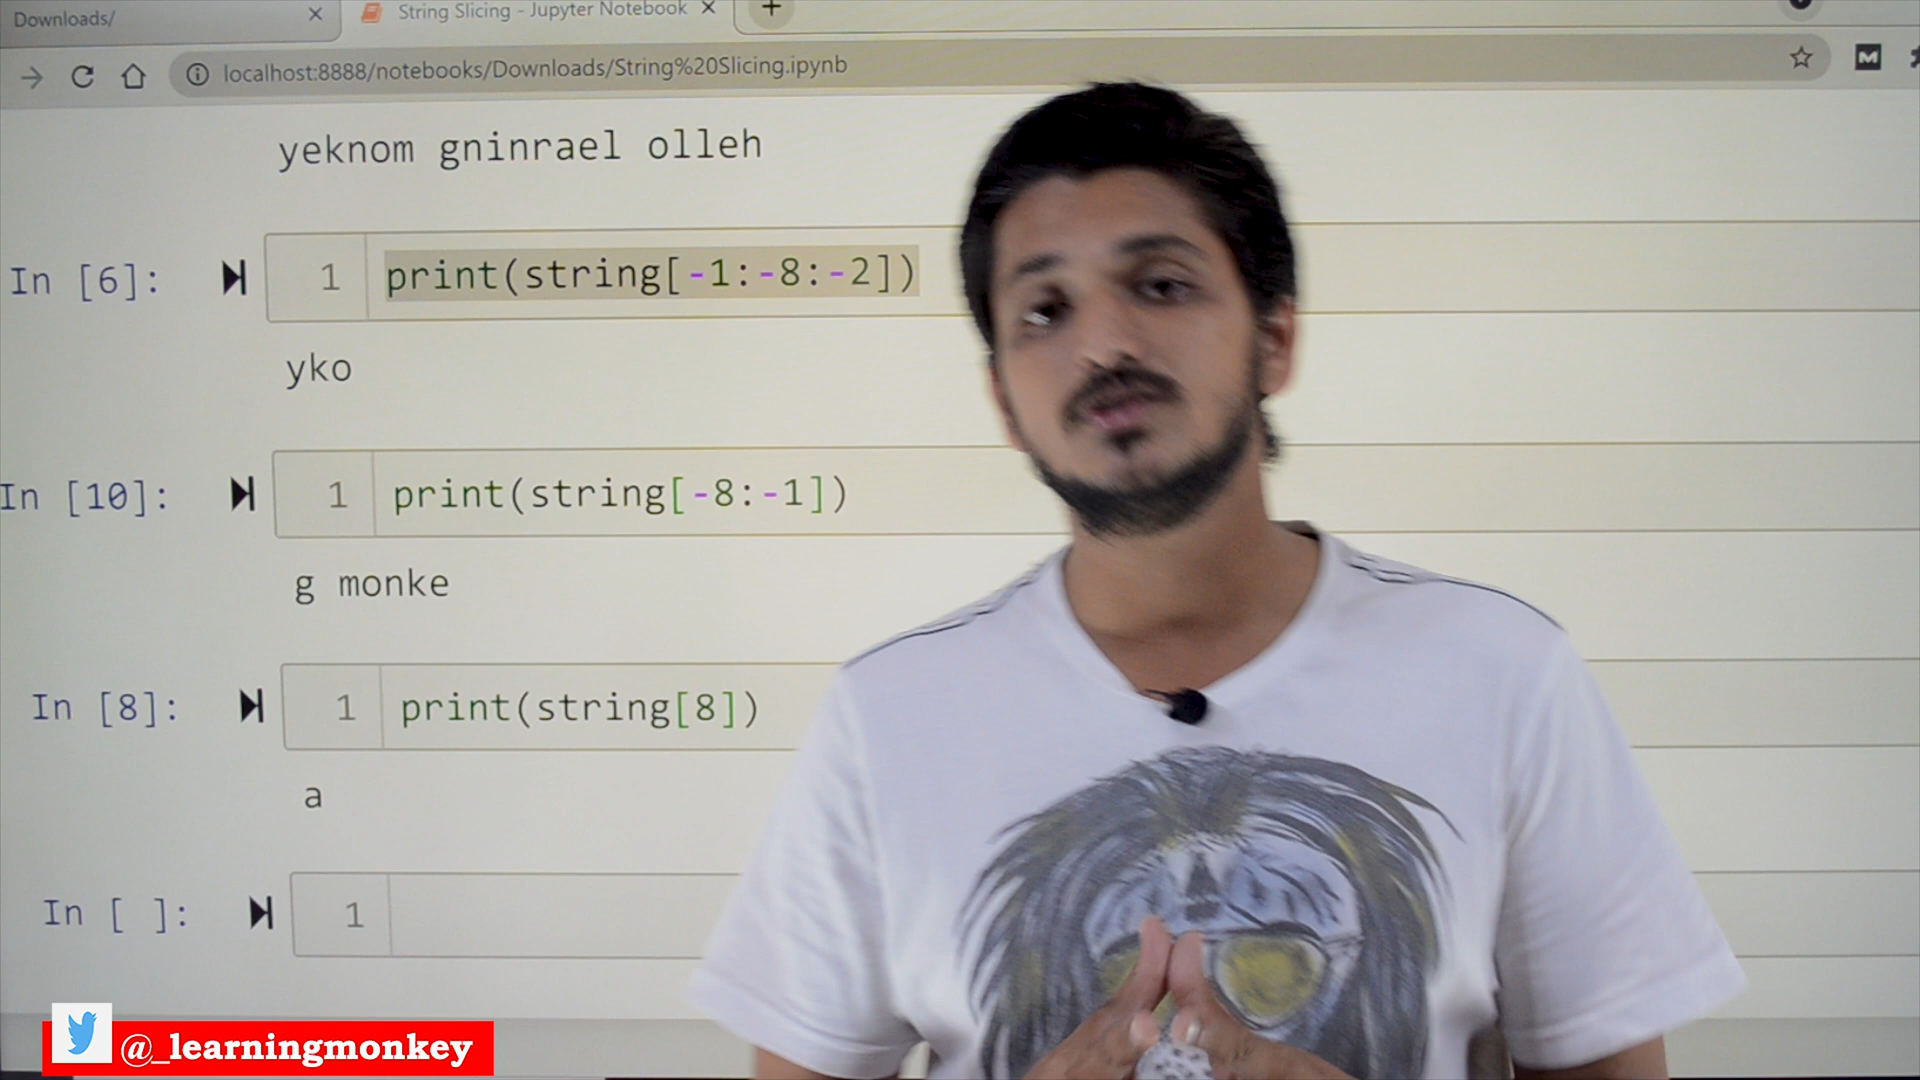 Downloads/
String Slicing - Jupyter Notebook
localhost:8888/notebooks/Downloads/String%20Slicing.ipynb
yeknom gninrael olleh
In [6]:
1
print(string[-1:-8:-2])
yko
In [10]:
1
print(string[-8:-1])
g monke
In [8]:
1
print(string[8])
a
In [ ]:
1
@_learningmonkey